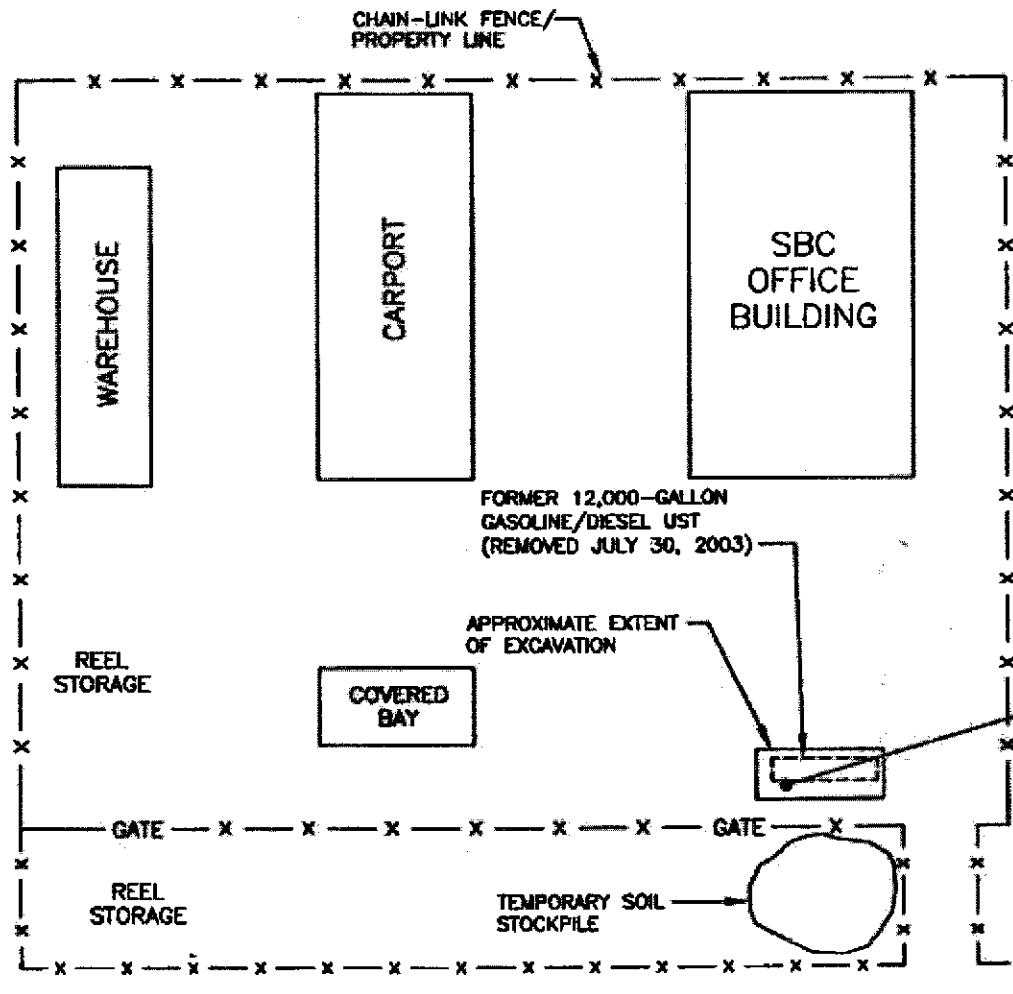 CHAIN-LINK FENCE/
PROPERTY LINE
WAREHOUSE
CARPORT
SBC
OFFICE
BUILDING
FORMER 12,000-GALLON
GASOLINE/DIESEL UST
(REMOVED JULY 30, 2003)
APPROXIMATE EXTENT
OF EXCAVATION
REEL
STORAGE
COVERED
BAY
GATE
GATE
REEL
STORAGE
TEMPORARY SOIL
STOCKPILE